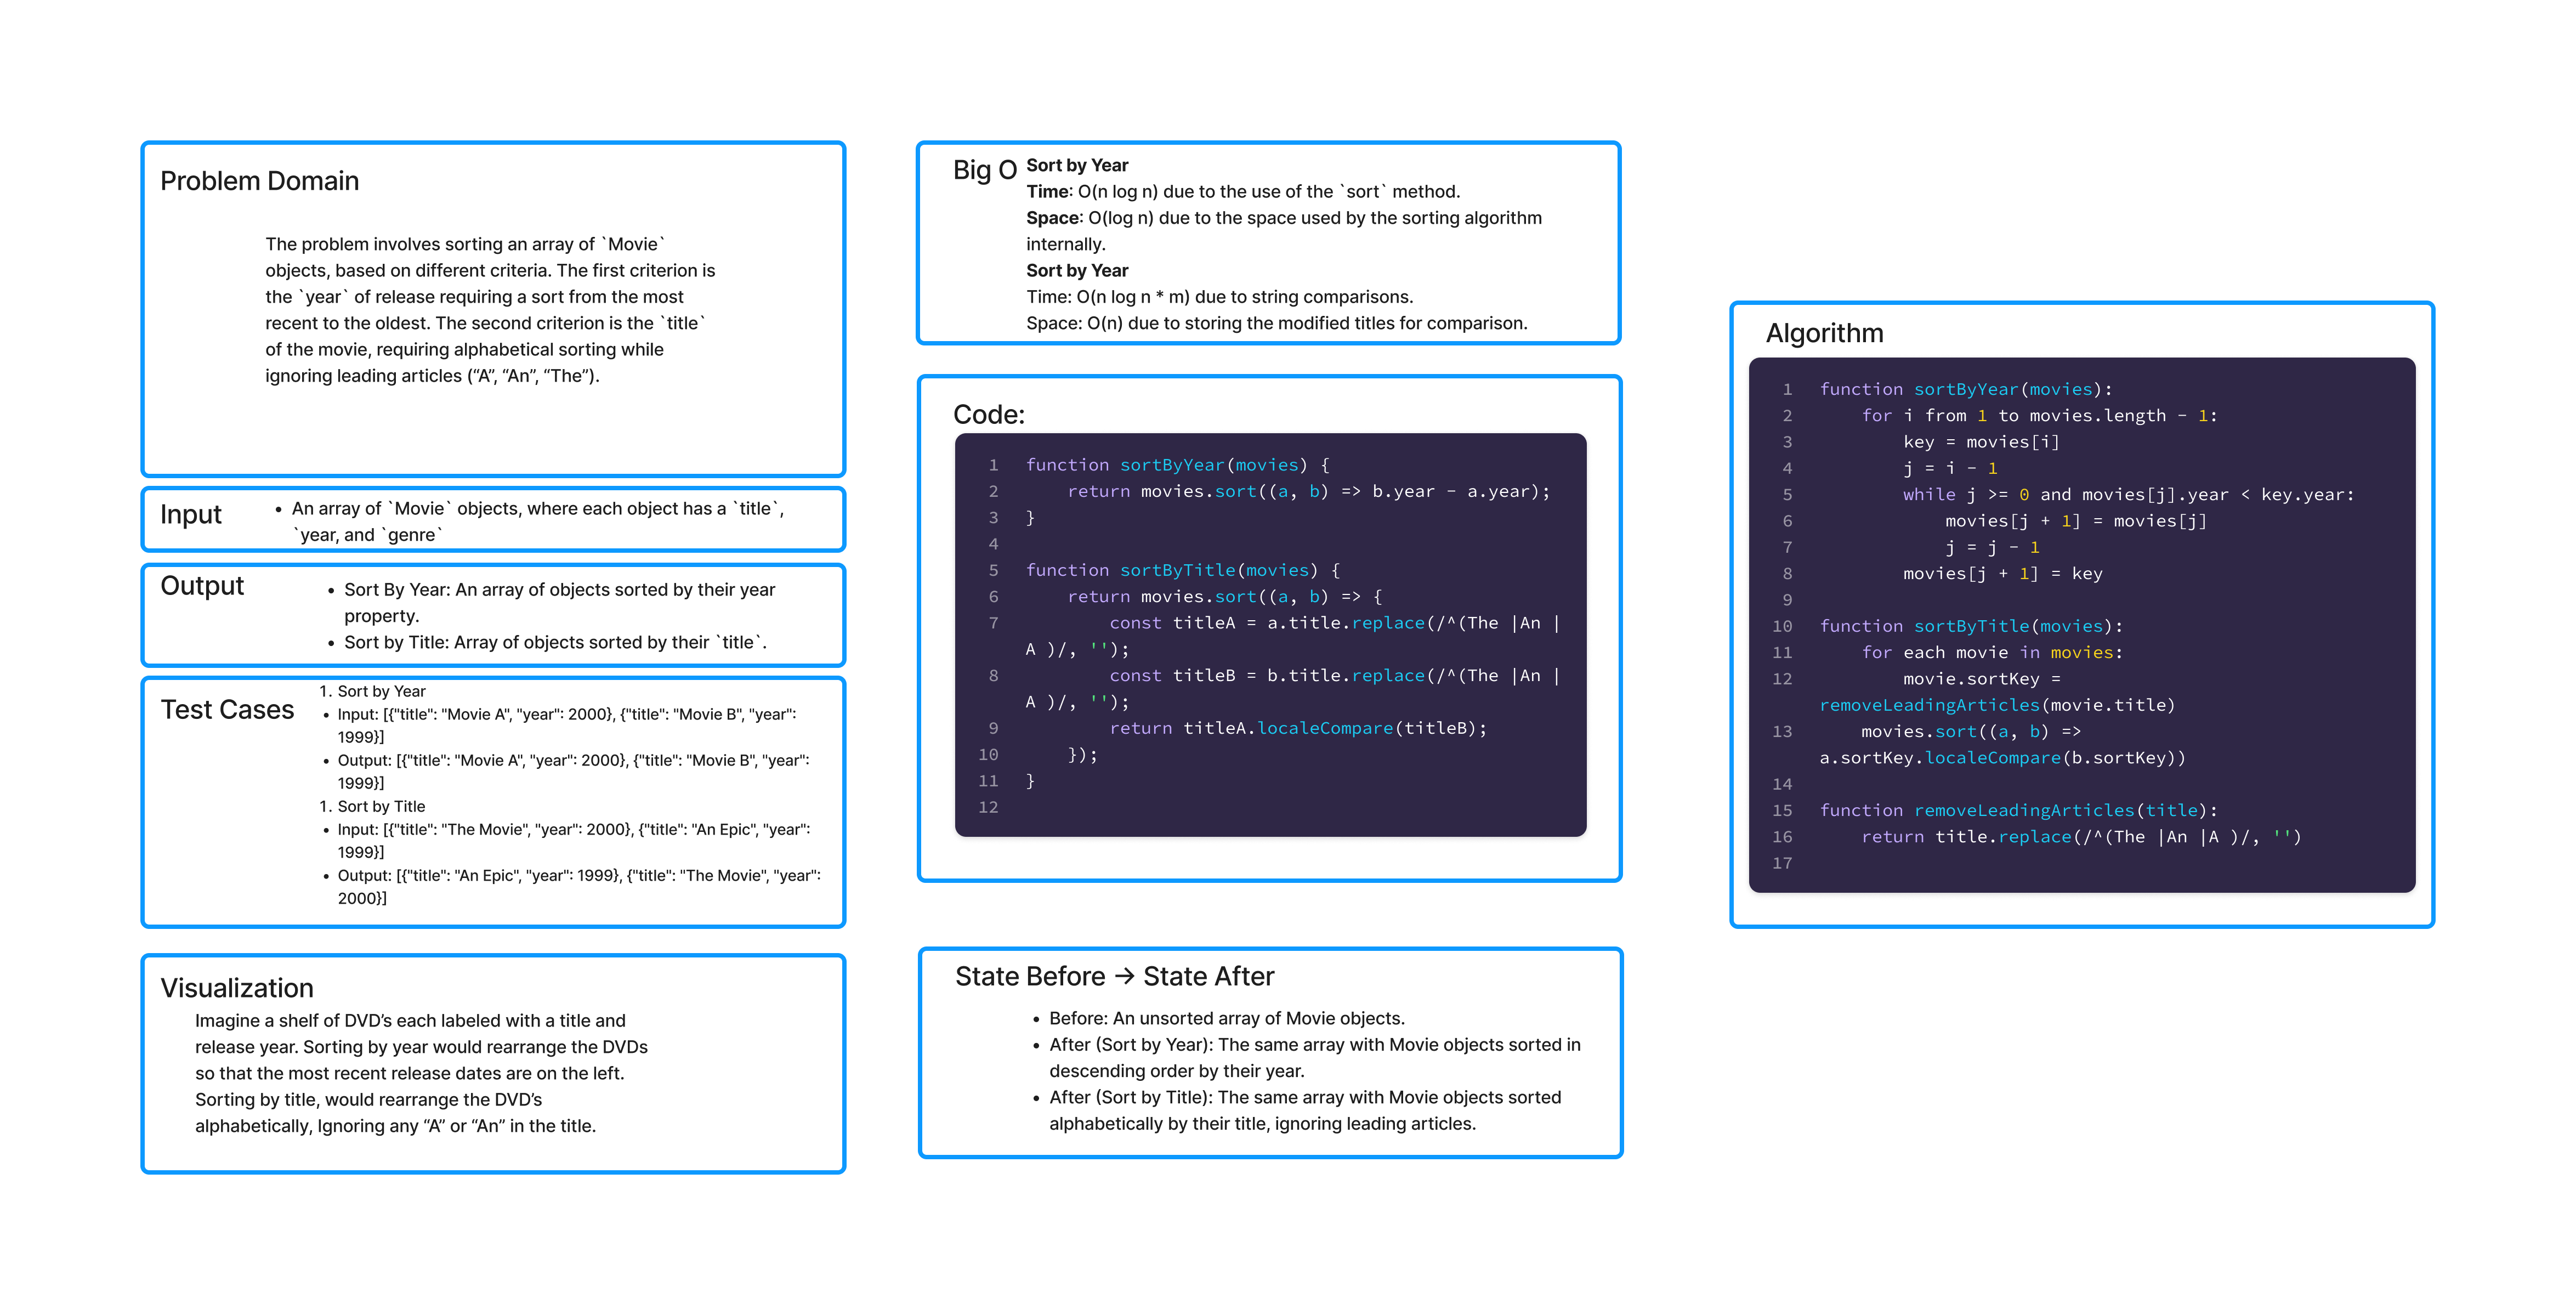 Problem Domain
The problem involves sorting an array of `Movie`
objects, based on different criteria. The first criterion is
the `year` of release requiring a sort from the most
recent to the oldest. The second criterion is the `title`
of the movie, requiring alphabetical sorting while
ignoring leading articles (“A”, “An”, “The”).
Input
• An array of `Movie` objects, where each object has a `title`,
`year, and `genre`
Output
• Sort By Year: An array of objects sorted by their year
property.
• Sort by Title: Array of objects sorted by their `title`.
Test Cases
1. Sort by Year
• Input: [{"title": "Movie A", "year": 2000}, {"title": "Movie B", "year":
1999}]
• Output: [{"title": "Movie A", "year": 2000}, {"title": "Movie B", "year":
1999}]
1. Sort by Title
• Input: [{"title": "The Movie", "year": 2000}, {"title": "An Epic", "year":
1999}]
• Output: [{"title": "An Epic", "year": 1999}, {"title": "The Movie", "year":
2000}]
Visualization
Imagine a shelf of DVD’s each labeled with a title and
release year. Sorting by year would rearrange the DVDs
so that the most recent release dates are on the left.
Sorting by title, would rearrange the DVD’s
alphabetically, Ignoring any “A” or “An” in the title.
Big O
Sort by Year
Time: O(n log n) due to the use of the `sort` method.
Space: O(log n) due to the space used by the sorting algorithm
internally.
Sort by Year
Time: O(n log n * m) due to string comparisons.
Space: O(n) due to storing the modified titles for comparison.
Code:
1 function sortByYear(movies) {
2     return movies.sort((a, b) => b.year - a.year);
3 }
4
5 function sortByTitle(movies) {
6     return movies.sort((a, b) => {
7         const titleA = a.title.replace(/^(The |An |
A )/, '');
8         const titleB = b.title.replace(/^(The |An |
A )/, '');
9         return titleA.localeCompare(titleB);
10     });
11 }
12
State Before → State After
• Before: An unsorted array of Movie objects.
• After (Sort by Year): The same array with Movie objects sorted in
descending order by their year.
• After (Sort by Title): The same array with Movie objects sorted
alphabetically by their title, ignoring leading articles.
Algorithm
1 function sortByYear(movies):
2     for i from 1 to movies.length - 1:
3         key = movies[i]
4         j = i - 1
5         while j >= 0 and movies[j].year < key.year:
6             movies[j + 1] = movies[j]
7             j = j - 1
8         movies[j + 1] = key
9
10 function sortByTitle(movies):
11     for each movie in movies:
12         movie.sortKey =
removeLeadingArticles(movie.title)
13     movies.sort((a, b) =>
a.sortKey.localeCompare(b.sortKey))
14
15 function removeLeadingArticles(title):
16     return title.replace(/^(The |An |A )/, '')
17